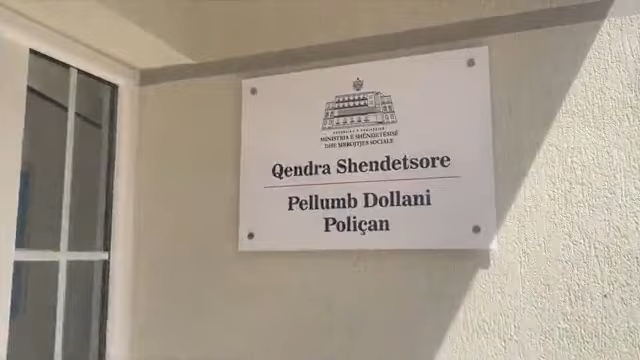 MINISTRIA E SHËNDETËSISË
DHE MBROJTJES SOCIALE
Qendra Shendetsore
Pellumb Dollani
Poliçan